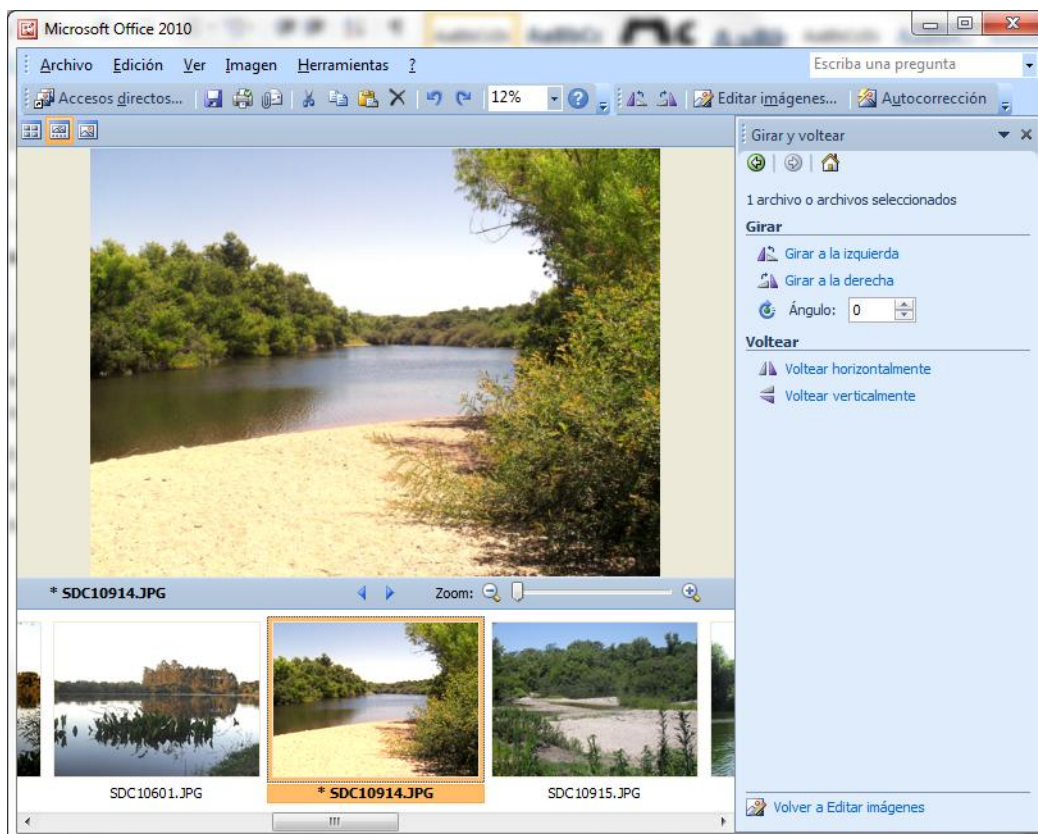 Microsoft Office 2010
Archivo Edición Ver Imagen Herramientas ?
Escriba una pregunta
Accesos directos... 12% Editar imágenes... Autocorrección
Girar y voltear
1 archivo o archivos seleccionados
Girar
Girar a la izquierda
Girar a la derecha
Ángulo: 0
Voltear
Voltear horizontalmente
Voltear verticalmente
* SDC10914.JPG Zoom:
SDC10601.JPG * SDC10914.JPG SDC10915.JPG
Volver a Editar imágenes